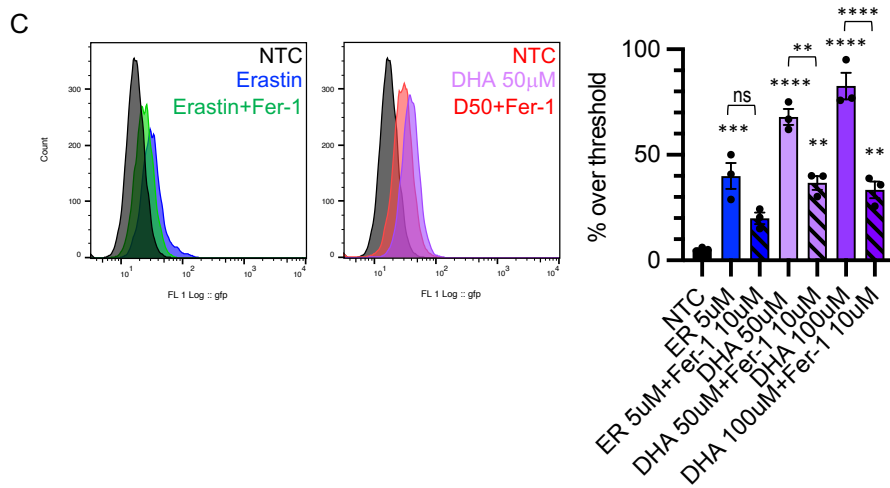 C
NTC
Erastin
Erastin+Fer-1
Count
300
200
100
0
10^1
10^2
10^3
10^4
FL 1 Log :: gfp
NTC
DHA 50μM
D50+Fer-1
300
200
100
0
10^1
10^2
10^3
10^4
FL 1 Log :: gfp
% over threshold
100
50
0
***
ns
****
**
**
****
****
**
NTC
ER 5uM
ER 5uM+Fer-1 10uM
DHA 50uM
DHA 50uM+Fer-1 10uM
DHA 100uM
DHA 100uM+Fer-1 10uM